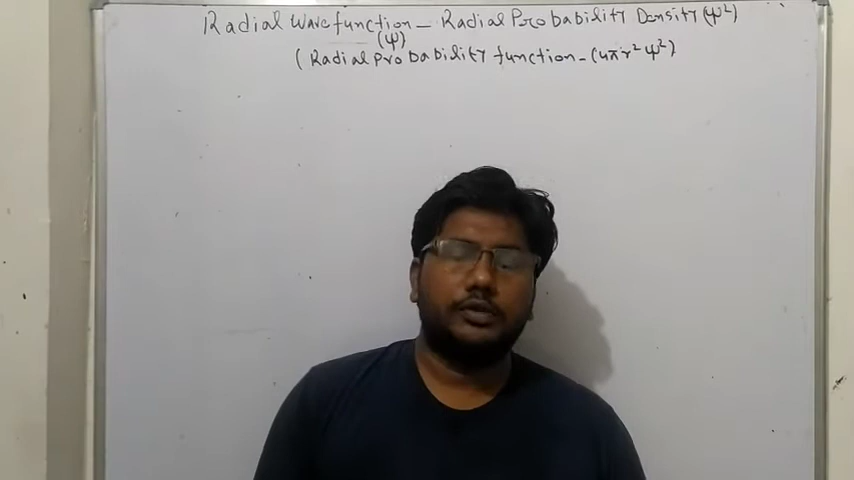 Radial Wavefunction - Radial Probability Density (ψ²)
(ψ)
( Radial Probability function - (4πr²ψ²)